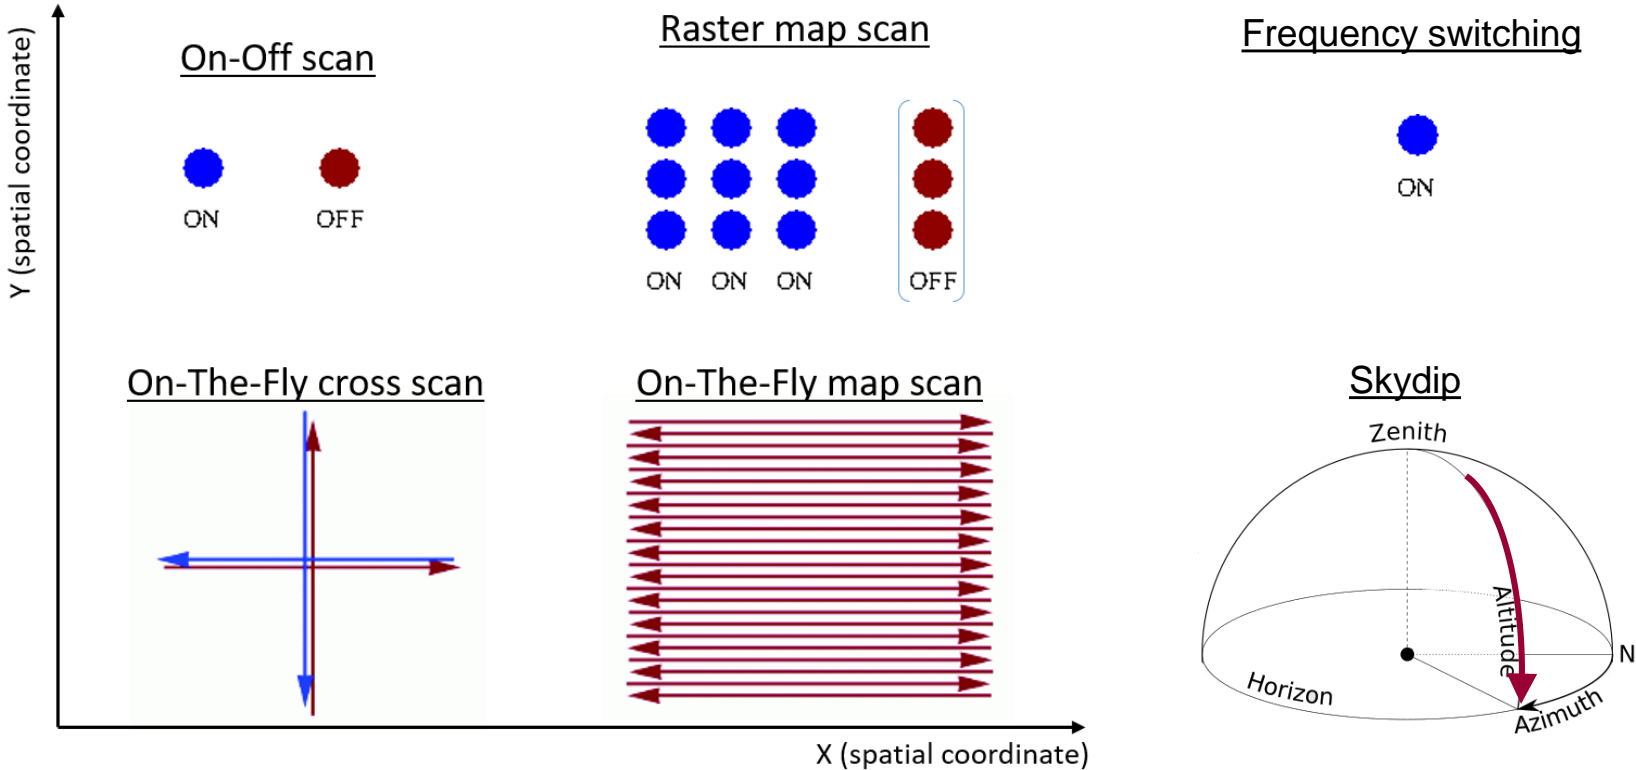 Y (spatial coordinate)
On-Off scan
ON
OFF
Raster map scan
ON ON ON
OFF
Frequency switching
ON
On-The-Fly cross scan
On-The-Fly map scan
Skydip
Zenith
Altitude
N
Horizon
Azimuth
X (spatial coordinate)